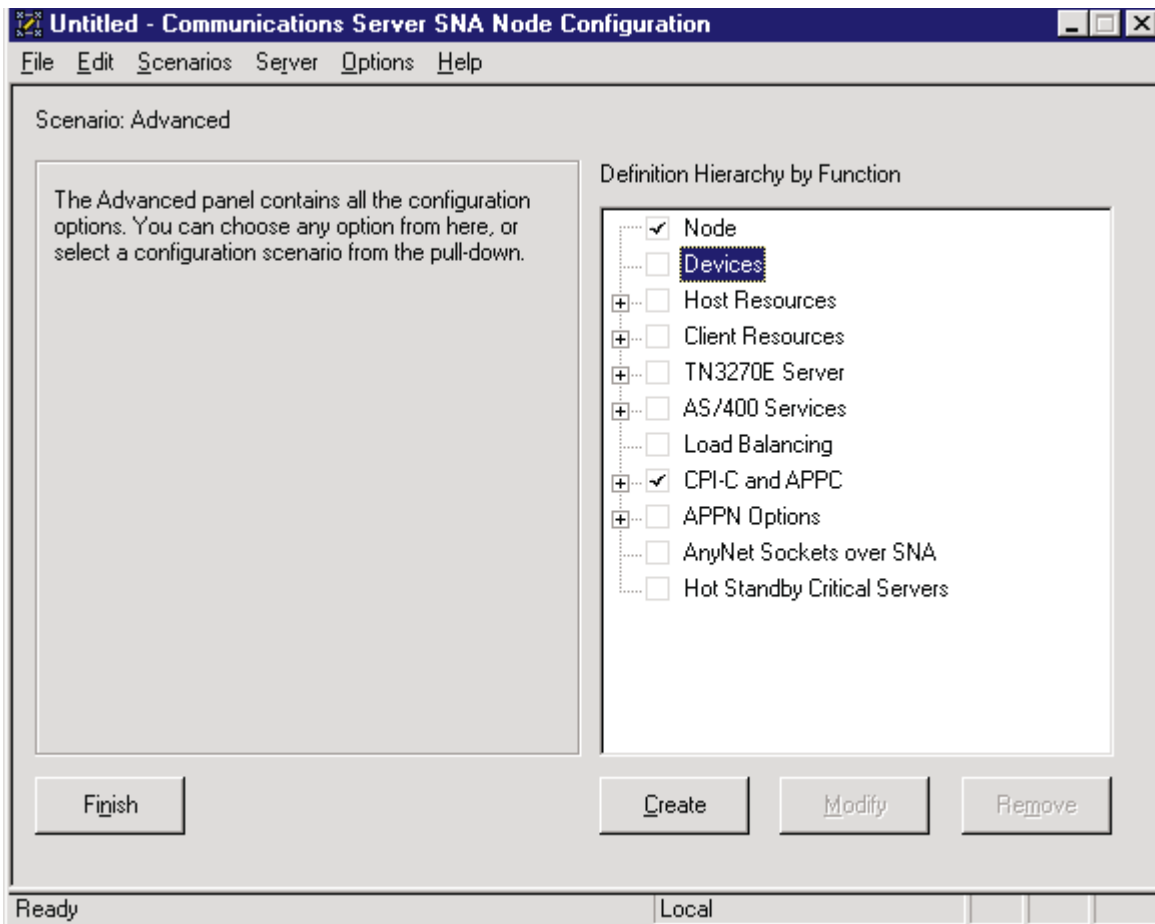 Untitled - Communications Server SNA Node Configuration
File Edit Scenarios Server Options Help
Scenario: Advanced
The Advanced panel contains all the configuration
options. You can choose any option from here, or
select a configuration scenario from the pull-down.
Definition Hierarchy by Function
Node
Devices
Host Resources
Client Resources
TN3270E Server
AS/400 Services
Load Balancing
CPI-C and APPC
APPN Options
AnyNet Sockets over SNA
Hot Standby Critical Servers
Finish
Create
Modify
Remove
Ready
Local